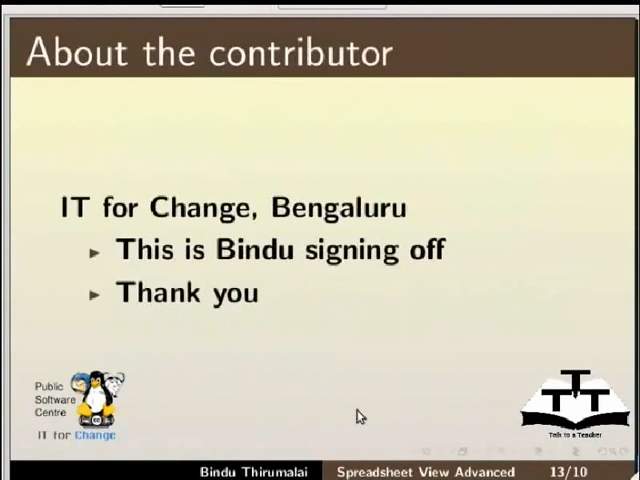 About the contributor
IT for Change, Bengaluru
This is Bindu signing off
Thank you
Public
Software
Centre
IT for Change
TTT
Talk to a Teacher
Bindu Thirumalai
Spreadsheet View Advanced
13/10